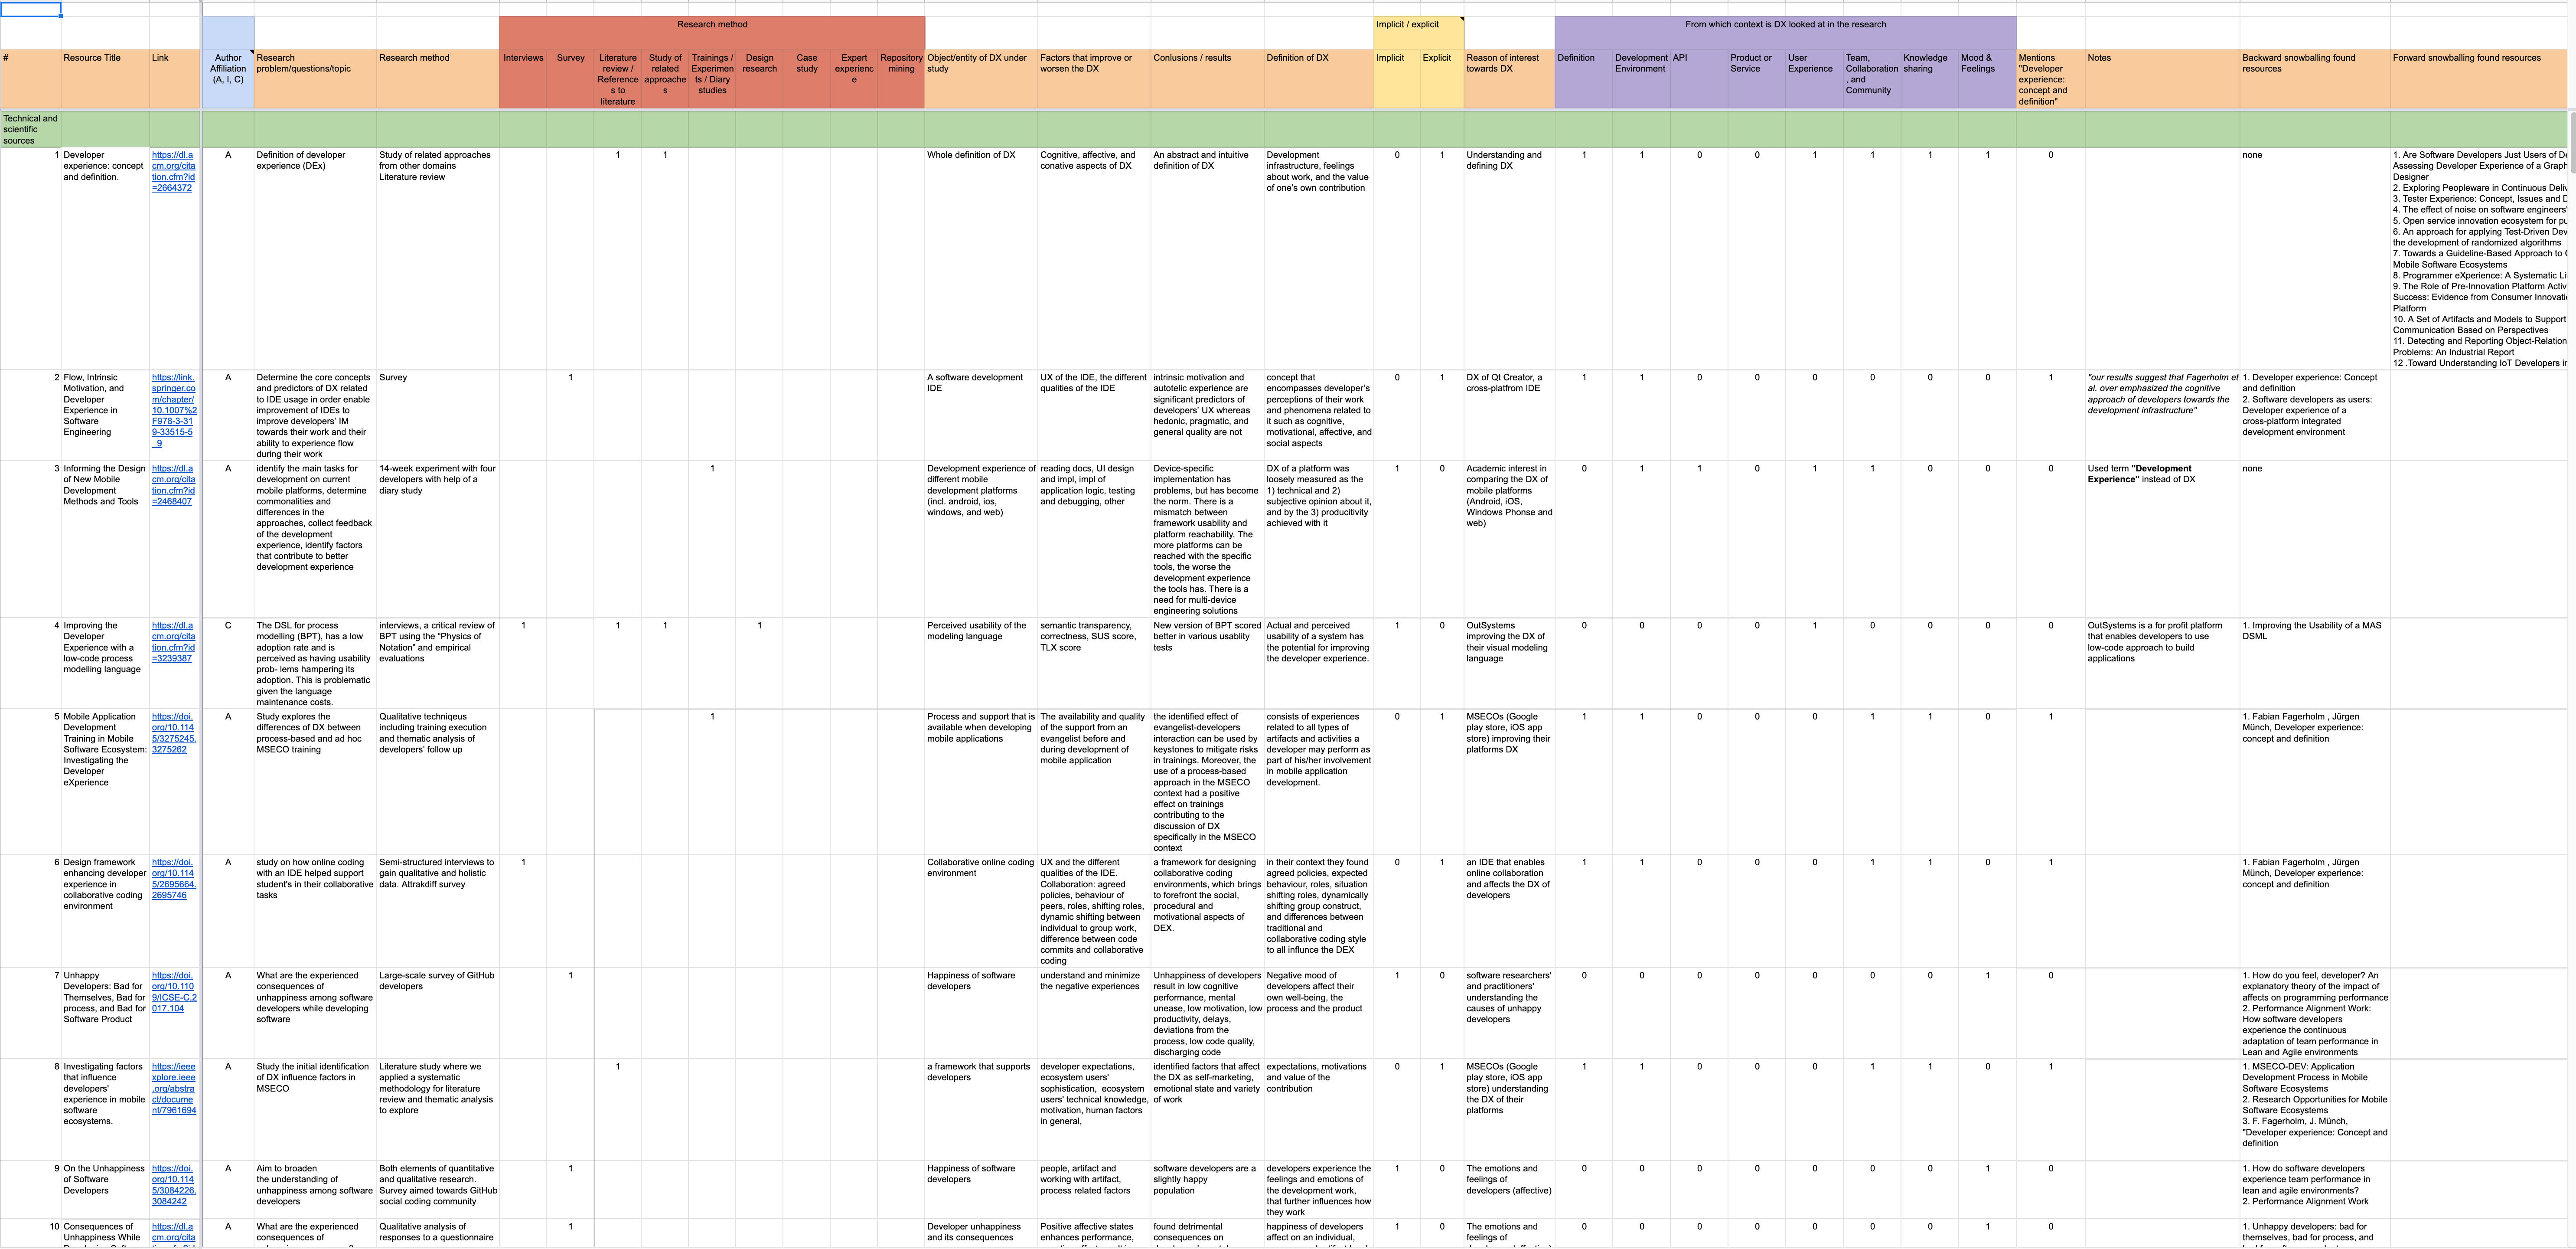 Research method
Implicit / explicit
From which context is DX looked at in the research
#
Resource Title
Link
Author
Affiliation
(A, I, C)
Research
problem/questions/topic
Research method
Interviews
Survey
Literature
review /
Reference
s to
literature
Study of
related
approache
s
Trainings /
Experimen
ts / Diary
studies
Design
research
Case
study
Expert
experienc
e
Repository
mining
Object/entity of DX under
study
Factors that improve or
worsen the DX
Conlusions / results
Definition of DX
Implicit
Explicit
Reason of interest
towards DX
Definition
Development
Environment
API
Product or
Service
User
Experience
Team,
Collaboration
, and
Community
Knowledge
sharing
Mood &
Feelings
Mentions
"Developer
experience:
concept and
definition"
Notes
Backward snowballing found
resources
Forward snowballing found resources
Technical and
scientific
sources
1
Developer
experience: concept
and definition.
https://dl.a
cm.org/cita
tion.cfm?id
=2664372
A
Definition of developer
experience (DEx)
Study of related approaches
from other domains
Literature review
1
1
Whole definition of DX
Cognitive, affective, and
conative aspects of DX
An abstract and intuitive
definition of DX
Development
infrastructure, feelings
about work, and the value
of one's own contribution
0
1
Understanding and
defining DX
1
1
0
0
1
1
1
1
0
none
1. Are Software Developers Just Users of De
Assessing Developer Experience of a Graph
Designer
2. Exploring Peopleware in Continuous Deliv
3. Tester Experience: Concept, Issues and D
4. The effect of noise on software engineers'
5. Open service innovation ecosystem for pu
6. An approach for applying Test-Driven Dev
the development of randomized algorithms
7. Towards a Guideline-Based Approach to G
Mobile Software Ecosystems
8. Programmer eXperience: A Systematic Lit
9. The Role of Pre-Innovation Platform Activ
Success: Evidence from Consumer Innovatio
Platform
10. A Set of Artifacts and Models to Support
Communication Based on Perspectives
11. Detecting and Reporting Object-Relation
Problems: An Industrial Report
12 .Toward Understanding IoT Developers in
2
Flow, Intrinsic
Motivation, and
Developer
Experience in
Software
Engineering
https://link.
springer.co
m/chapter/
10.1007%2
F978-3-31
9-33515-5
_9
A
Determine the core concepts
and predictors of DX related
to IDE usage in order enable
improvement of IDEs to
improve developers' IM
towards their work and their
ability to experience flow
during their work
Survey
1
A software development
IDE
UX of the IDE, the different
qualities of the IDE
intrinsic motivation and
autotelic experience are
significant predictors of
developers' UX whereas
hedonic, pragmatic, and
general quality are not
concept that
encompasses developer's
perceptions of their work
and phenomena related to
it such as cognitive,
motivational, affective, and
social aspects
0
1
DX of Qt Creator, a
cross-platfrom IDE
1
1
0
0
0
0
0
0
1
"our results suggest that Fagerholm et
al. over emphasized the cognitive
approach of developers towards the
development infrastructure"
1. Developer experience: Concept
and definition
2. Software developers as users:
Developer experience of a
cross-platform integrated
development environment
3
Informing the Design
of New Mobile
Development
Methods and Tools
https://dl.a
cm.org/cita
tion.cfm?id
=2468407
A
identify the main tasks for
development on current
mobile platforms, determine
commonalities and
differences in the
approaches, collect feedback
of the development
experience, identify factors
that contribute to better
development experience
14-week experiment with four
developers with help of a
diary study
1
Development experience of
different mobile
development platforms
(incl. android, ios,
windows, and web)
reading docs, UI design
and impl, impl of
application logic, testing
and debugging, other
Device-specific
implementation has
problems, but has become
the norm. There is a
mismatch between
framework usability and
platform reachability. The
more platforms can be
reached with the specific
tools, the worse the
development experience
the tools has. There is a
need for multi-device
engineering solutions
DX of a platform was
loosely measured as the
1) technical and 2)
subjective opinion about it,
and by the 3) producitivity
achieved with it
1
0
Academic interest in
comparing the DX of
mobile platforms
(Android, iOS,
Windows Phonse and
web)
0
1
1
0
1
1
0
0
0
Used term "Development
Experience" instead of DX
none
4
Improving the
Developer
Experience with a
low-code process
modelling language
https://dl.a
cm.org/cita
tion.cfm?id
=3239387
C
The DSL for process
modelling (BPT), has a low
adoption rate and is
perceived as having usability
prob- lems hampering its
adoption. This is problematic
given the language
maintenance costs.
interviews, a critical review of
BPT using the "Physics of
Notation" and empirical
evaluations
1
1
1
1
Perceived usability of the
modeling language
semantic transparency,
correctness, SUS score,
TLX score
New version of BPT scored
better in various usablity
tests
Actual and perceived
usability of a system has
the potential for improving
the developer experience.
1
0
OutSystems
improving the DX of
their visual modeling
language
0
0
0
0
1
0
0
0
0
OutSystems is a for profit platform
that enables developers to use
low-code approach to build
applications
1. Improving the Usability of a MAS
DSML
5
Mobile Application
Development
Training in Mobile
Software Ecosystem:
Investigating the
Developer
eXperience
https://doi.
org/10.114
5/3275245.
3275262
A
Study explores the
differences of DX between
process-based and ad hoc
MSECO training
Qualitative techniqeus
including training execution
and thematic analysis of
developers' follow up
1
Process and support that is
available when developing
mobile applications
The availability and quality
of the support from an
evangelist before and
during development of
mobile application
the identified effect of
evangelist-developers
interaction can be used by
keystones to mitigate risks
in trainings. Moreover, the
use of a process-based
approach in the MSECO
context had a positive
effect on trainings
contributing to the
discussion of DX
specifically in the MSECO
context
consists of experiences
related to all types of
artifacts and activities a
developer may perform as
part of his/her involvement
in mobile application
development.
0
1
MSECOs (Google
play store, iOS app
store) improving their
platforms DX
1
1
0
0
0
1
1
0
1
1. Fabian Fagerholm , Jürgen
Münch, Developer experience:
concept and definition
6
Design framework
enhancing developer
experience in
collaborative coding
environment
https://doi.
org/10.114
5/2695664.
2695746
A
study on how online coding
with an IDE helped support
student's in their collaborative
tasks
Semi-structured interviews to
gain qualitative and holistic
data. Attrakdiff survey
1
Collaborative online coding
environment
UX and the different
qualities of the IDE.
Collaboration: agreed
policies, behaviour of
peers, roles, shifting roles,
dynamic shifting between
individual to group work,
difference between code
commits and collaborative
coding
a framework for designing
collaborative coding
environments, which brings
to forefront the social,
procedural and
motivational aspects of
DEX.
in their context they found
agreed policies, expected
behaviour, roles, situation
shifting roles, dynamically
shifting group construct,
and differences between
traditional and
collaborative coding style
to all influnce the DEX
0
1
an IDE that enables
online collaboration
and affects the DX of
developers
1
1
0
0
0
1
1
0
1
1. Fabian Fagerholm , Jürgen
Münch, Developer experience:
concept and definition
7
Unhappy
Developers: Bad for
Themselves, Bad for
process, and Bad for
Software Product
https://doi.
org/10.110
9/ICSE-C.2
017.104
A
What are the experienced
consequences of
unhappiness among software
developers while developing
software
Large-scale survey of GitHub
developers
1
Happiness of software
developers
understand and minimize
the negative experiences
Unhappiness of developers
result in low cognitive
performance, mental
unease, low motivation, low
productivity, delays,
deviations from the
process, low code quality,
discharging code
Negative mood of
developers affect their
own well-being, the
process and the product
1
0
software researchers'
and practitioners'
understanding the
causes of unhappy
developers
0
0
0
0
0
0
0
1
0
1. How do you feel, developer? An
explanatory theory of the impact of
affects on programming performance
2. Performance Alignment Work:
How software developers
experience the continuous
adaptation of team performance in
Lean and Agile environments
8
Investigating factors
that influence
developers'
experience in mobile
software
ecosystems.
https://ieee
xplore.ieee
.org/abstra
ct/docume
nt/7961694
A
Study the initial identification
of DX influence factors in
MSECO
Literature study where we
applied a systematic
methodology for literature
review and thematic analysis
to explore
1
a framework that supports
developers
developer expectations,
ecosystem users'
sophistication,  ecosystem
users' technical knowledge,
motivation, human factors
in general,
identified factors that affect
the DX as self-marketing,
emotional state and variety
of work
expectations, motivations
and value of the
contribution
0
1
MSECOs (Google
play store, iOS app
store) understanding
the DX of their
platforms
1
1
0
0
0
1
1
0
1
1. MSECO-DEV: Application
Development Process in Mobile
Software Ecosystems
2. Research Opportunities for Mobile
Software Ecosystems
3. F. Fagerholm, J. Münch,
"Developer experience: Concept and
definition
9
On the Unhappiness
of Software
Developers
https://doi.
org/10.114
5/3084226.
3084242
A
Aim to broaden
the understanding of
unhappiness among software
developers
Both elements of quantitative
and qualitative research.
Survey aimed towards GitHub
social coding community
1
Happiness of software
developers
people, artifact and
working with artifact,
process related factors
software developers are a
slightly happy
population
developers experience the
feelings and emotions of
the development work,
that further influences how
they work
1
0
The emotions and
feelings of
developers (affective)
0
0
0
0
0
0
0
1
0
1. How do software developers
experience team performance in
lean and agile environments?
2. Performance Alignment Work
10
Consequences of
Unhappiness While
https://dl.a
cm.org/cita
A
What are the experienced
consequences of
Qualitative analysis of
responses to a questionnaire
1
Developer unhappiness
and its consequences
Positive affective states
enhances performance,
found detrimental
consequences on
happiness of developers
affect on an individual,
1
0
The emotions and
feelings of
0
0
0
0
0
0
0
1
0
1. Unhappy developers: bad for
themselves, bad for process, and